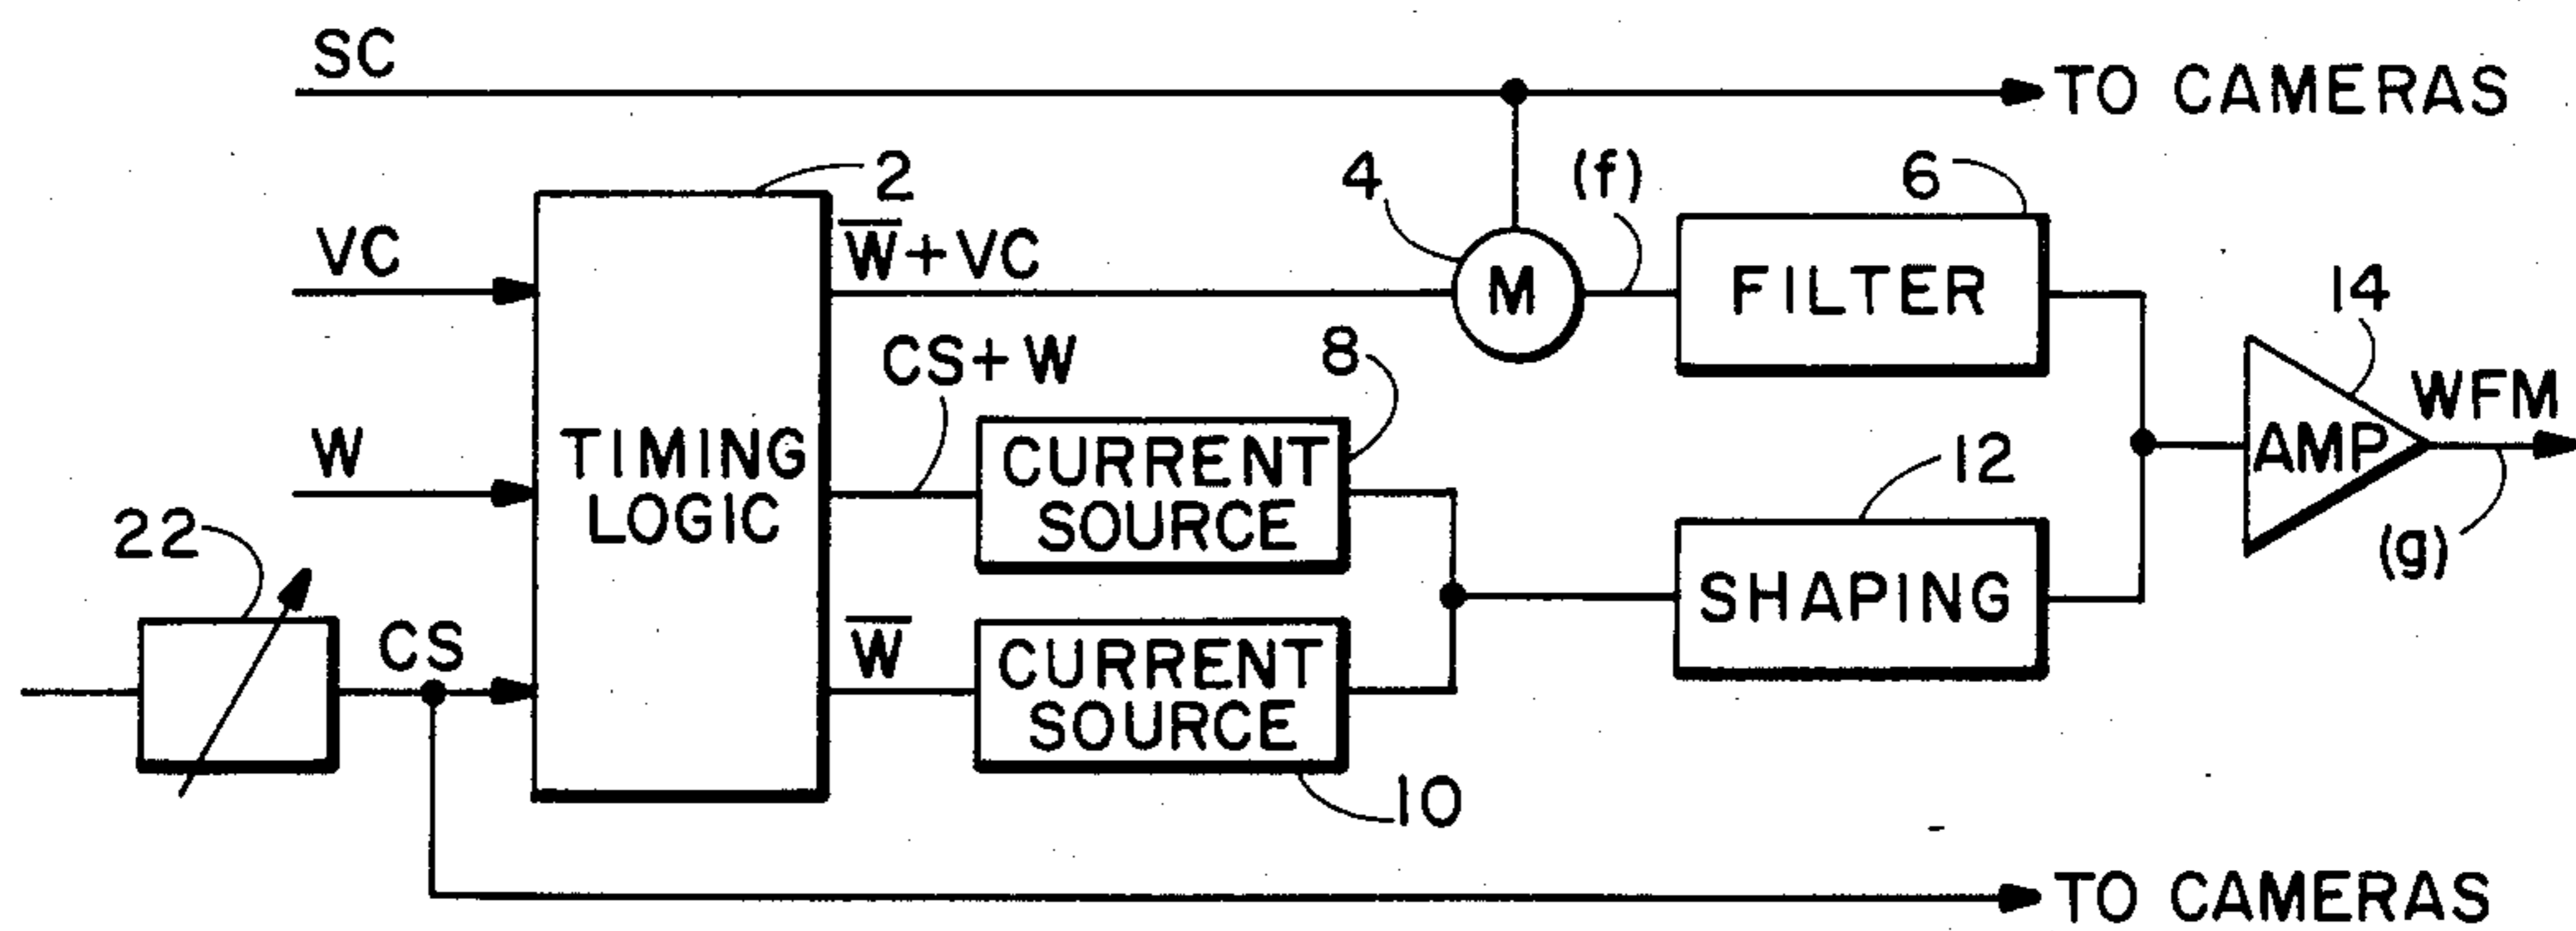 SC
TO CAMERAS
2
4
(f)
6
VC
W̅+VC
M
FILTER
14
CS+W
8
WFM
W
TIMING
LOGIC
CURRENT
SOURCE
12
AMP
22
(g)
CS
W̅
CURRENT
SOURCE
SHAPING
10
TO CAMERAS